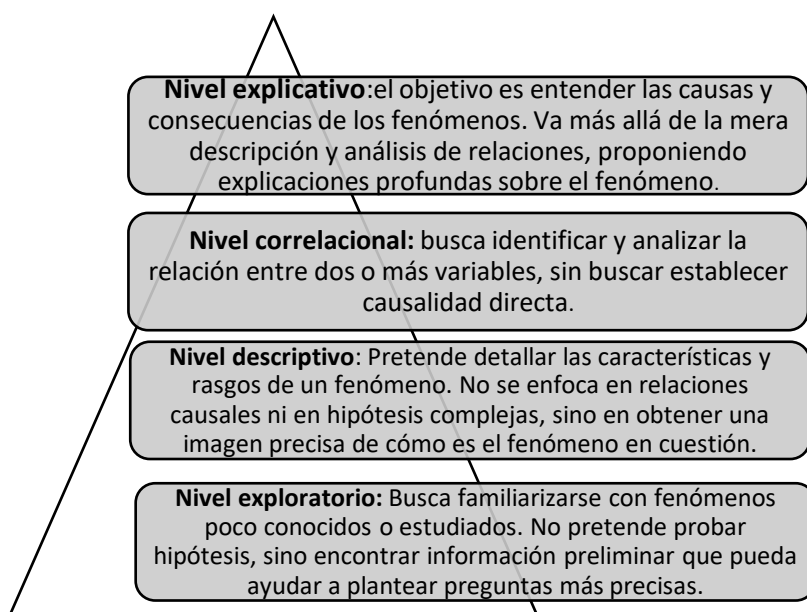 Nivel explicativo:el objetivo es entender las causas y
consecuencias de los fenómenos. Va más allá de la mera
descripción y análisis de relaciones, proponiendo
explicaciones profundas sobre el fenómeno.
Nivel correlacional: busca identificar y analizar la
relación entre dos o más variables, sin buscar establecer
causalidad directa.
Nivel descriptivo: Pretende detallar las características y
rasgos de un fenómeno. No se enfoca en relaciones
causales ni en hipótesis complejas, sino en obtener una
imagen precisa de cómo es el fenómeno en cuestión.
Nivel exploratorio: Busca familiarizarse con fenómenos
poco conocidos o estudiados. No pretende probar
hipótesis, sino encontrar información preliminar que pueda
ayudar a plantear preguntas más precisas.